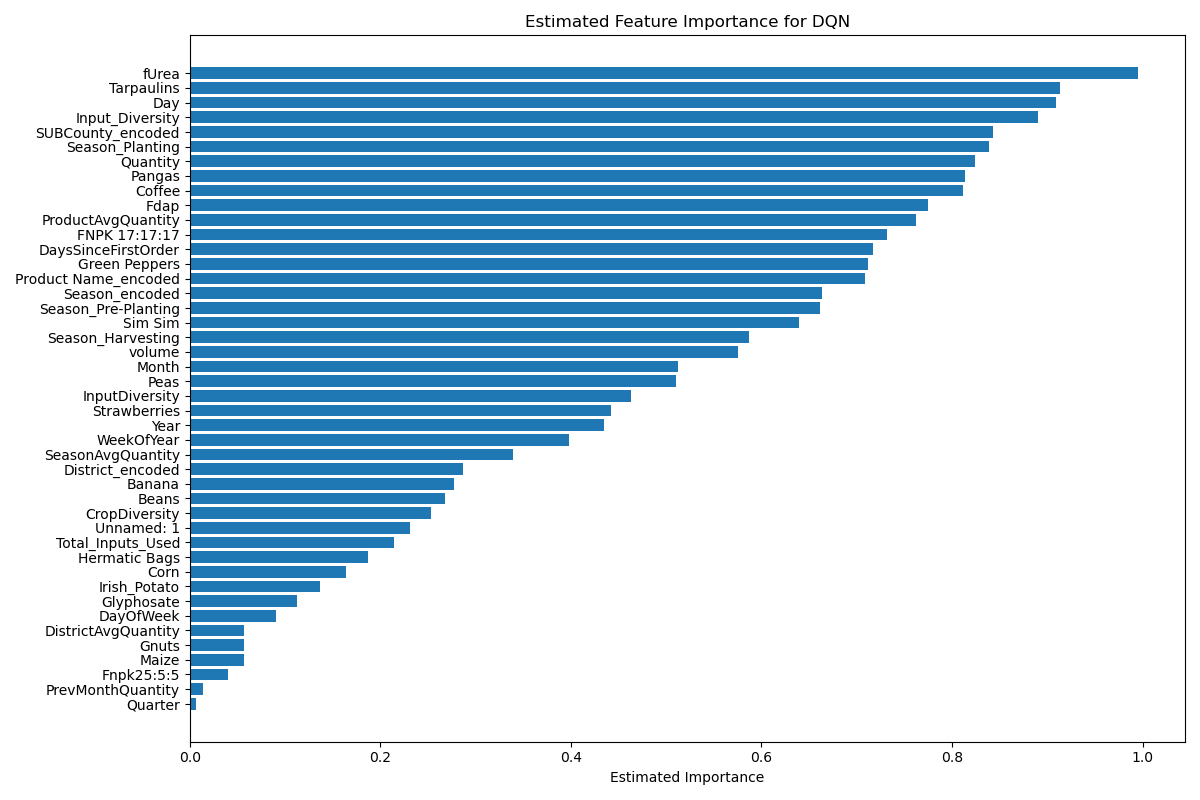 Estimated Feature Importance for DQN
fUrea
Tarpaulins
Day
Input_Diversity
SUBCounty_encoded
Season_Planting
Quantity
Pangas
Coffee
Fdap
ProductAvgQuantity
FNPK 17:17:17
DaysSinceFirstOrder
Green Peppers
Product Name_encoded
Season_encoded
Season_Pre-Planting
Sim Sim
Season_Harvesting
volume
Month
Peas
InputDiversity
Strawberries
Year
WeekOfYear
SeasonAvgQuantity
District_encoded
Banana
Beans
CropDiversity
Unnamed: 1
Total_Inputs_Used
Hermatic Bags
Corn
Irish_Potato
Glyphosate
DayOfWeek
DistrictAvgQuantity
Gnuts
Maize
Fnpk25:5:5
PrevMonthQuantity
Quarter
0.0 0.2 0.4 0.6 0.8 1.0
Estimated Importance